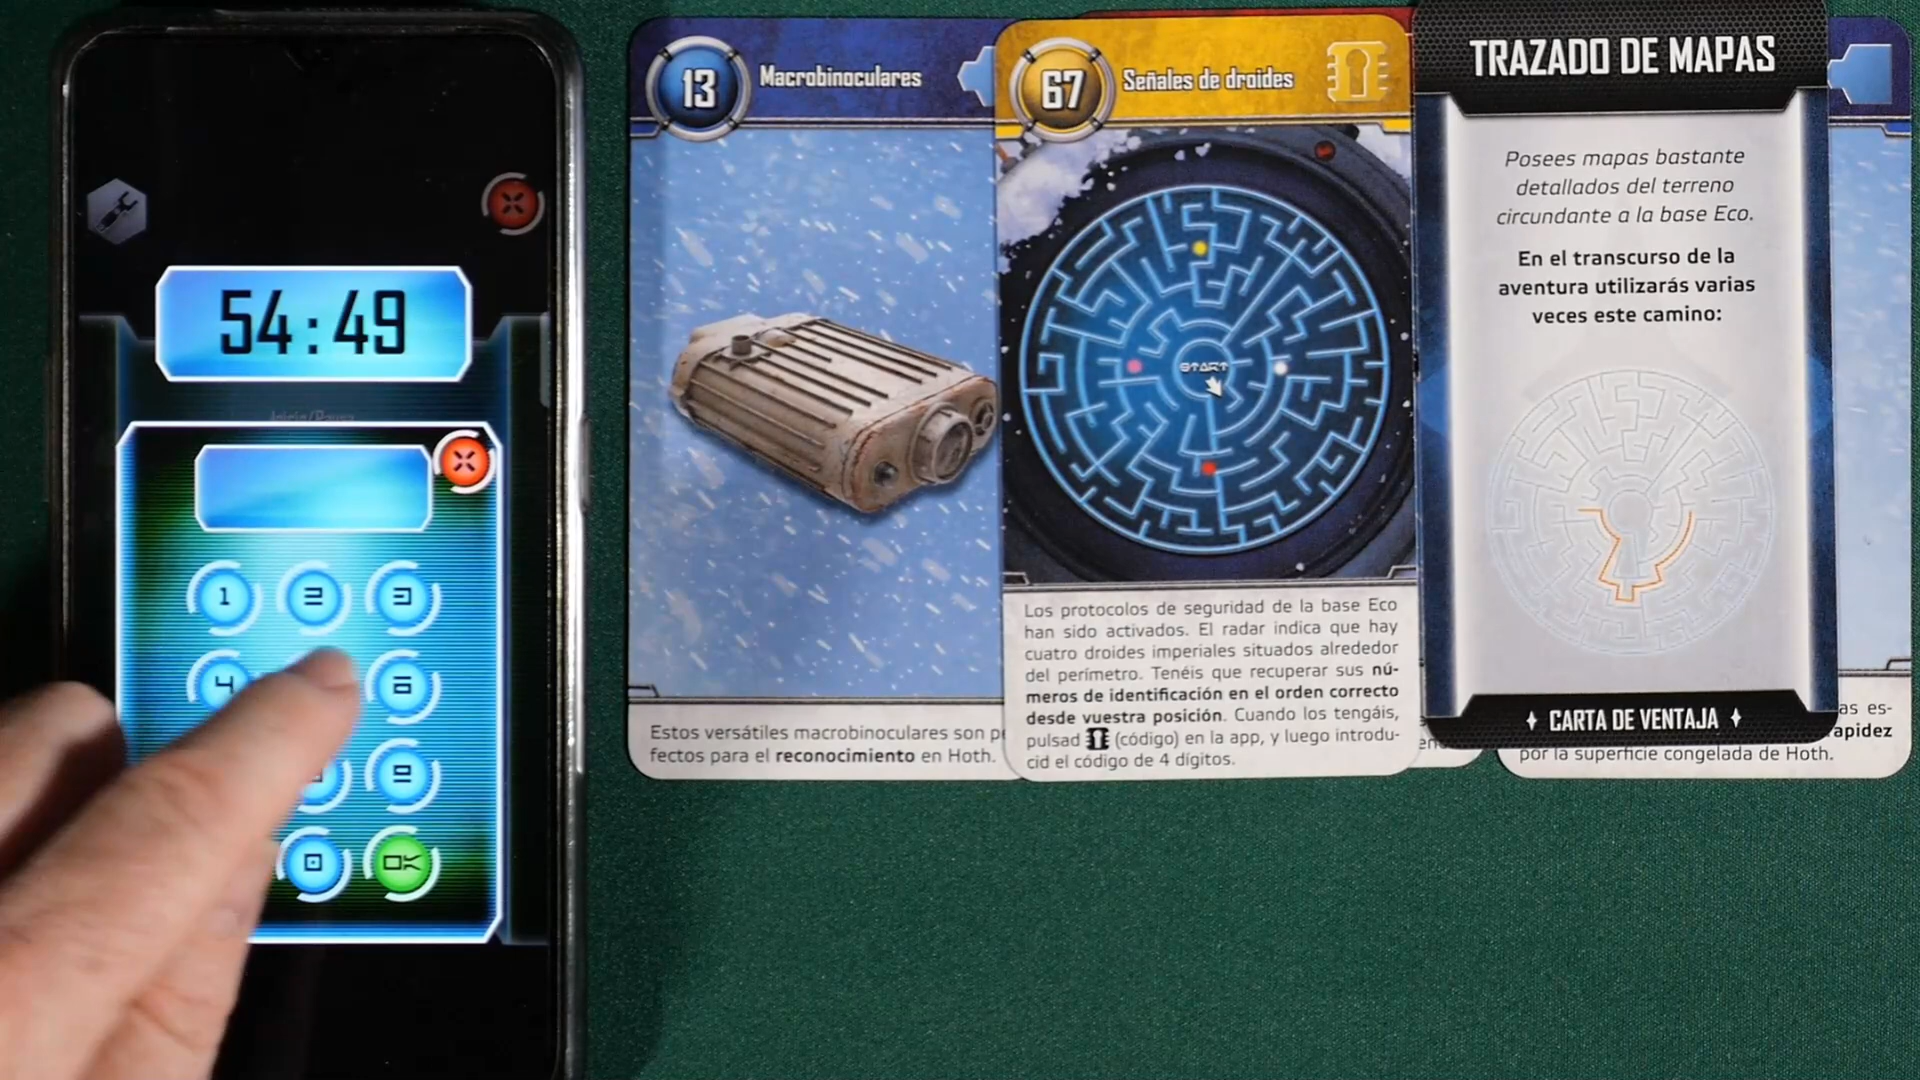 54:49
1
2
3
4
6
9
0
OK
13
Macrobinoculares
Estos versátiles macrobinoculares son
fectos para el reconocimiento en Hoth.
67
Señales de droides
START
Los protocolos de seguridad de la base Eco
han sido activados. El radar indica que hay
cuatro droides imperiales situados alrededor
del perímetro. Tenéis que recuperar sus nú-
meros de identificación en el orden correcto
desde vuestra posición. Cuando los tengáis,
pulsad (código) en la app, y luego introdu-
cid el código de 4 dígitos.
TRAZADO DE MAPAS
Posees mapas bastante
detallados del terreno
circundante a la base Eco.
En el transcurso de la
aventura utilizarás varias
veces este camino:
CARTA DE VENTAJA
as es-
rapidez
por la superficie congelada de Hoth.